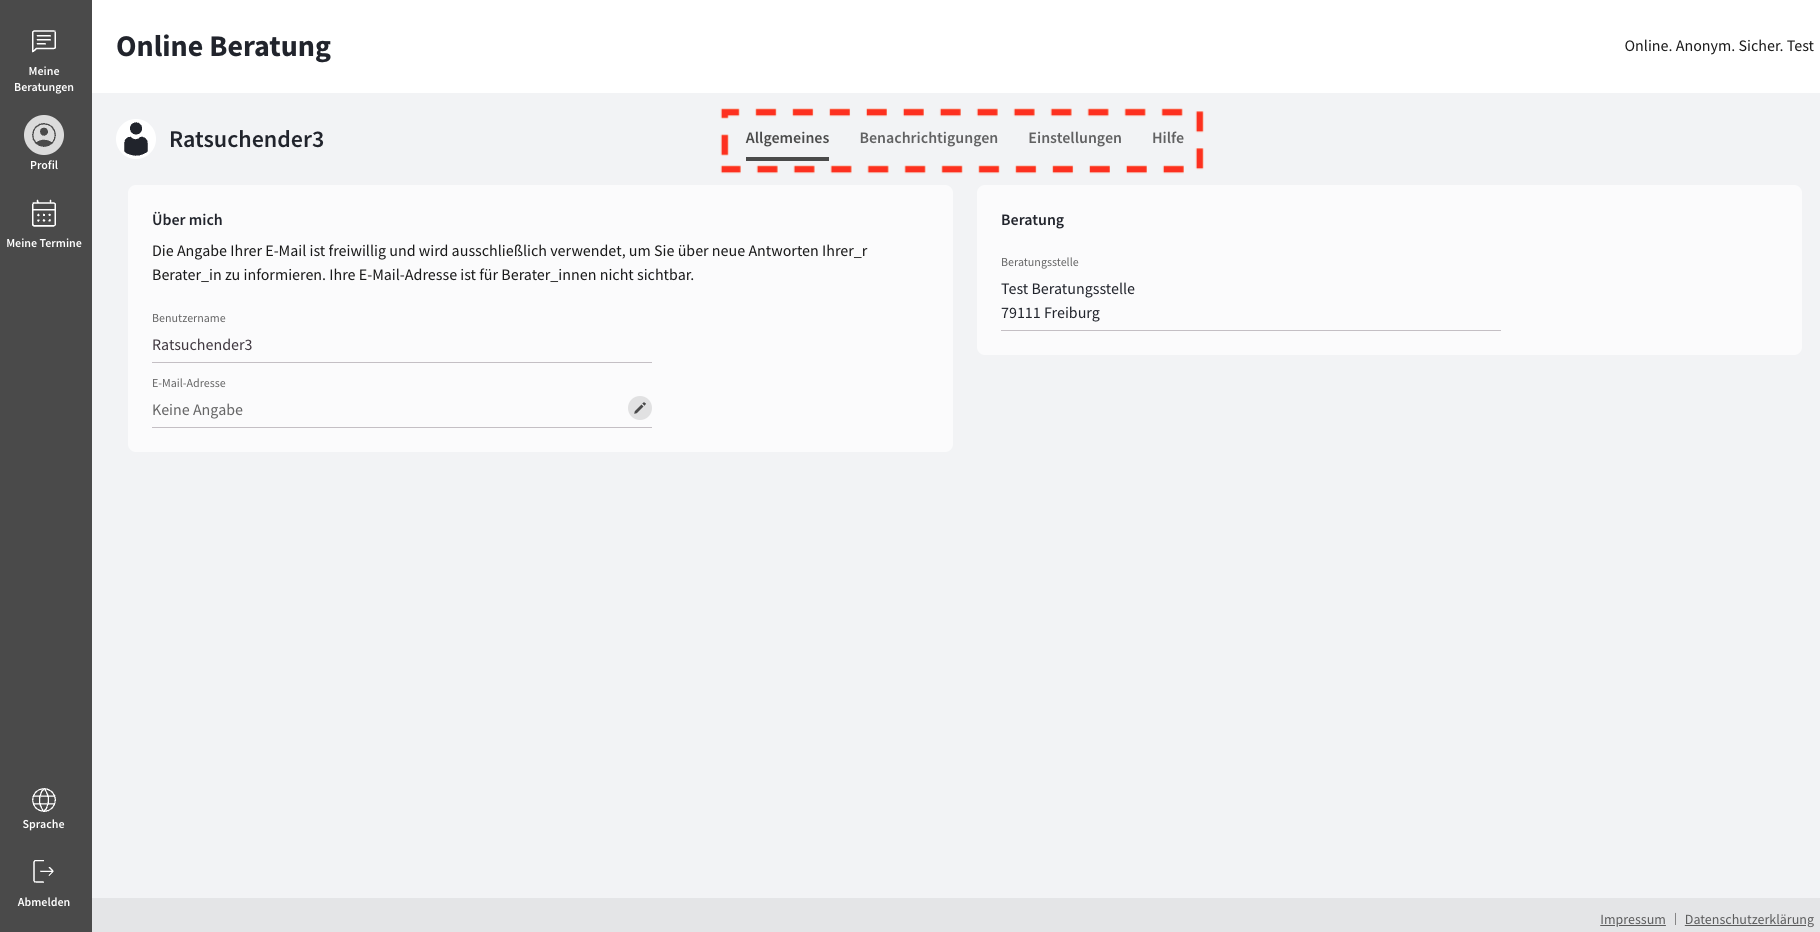 Meine
Beratungen
Profil
Meine Termine
Sprache
Abmelden
Online Beratung
Online. Anonym. Sicher. Test
Ratsuchender3
Allgemeines Benachrichtigungen Einstellungen Hilfe
Über mich
Die Angabe Ihrer E-Mail ist freiwillig und wird ausschließlich verwendet, um Sie über neue Antworten Ihrer_r
Berater_in zu informieren. Ihre E-Mail-Adresse ist für Berater_innen nicht sichtbar.
Benutzername
Ratsuchender3
E-Mail-Adresse
Keine Angabe
Beratung
Beratungsstelle
Test Beratungsstelle
79111 Freiburg
Impressum | Datenschutzerklärung